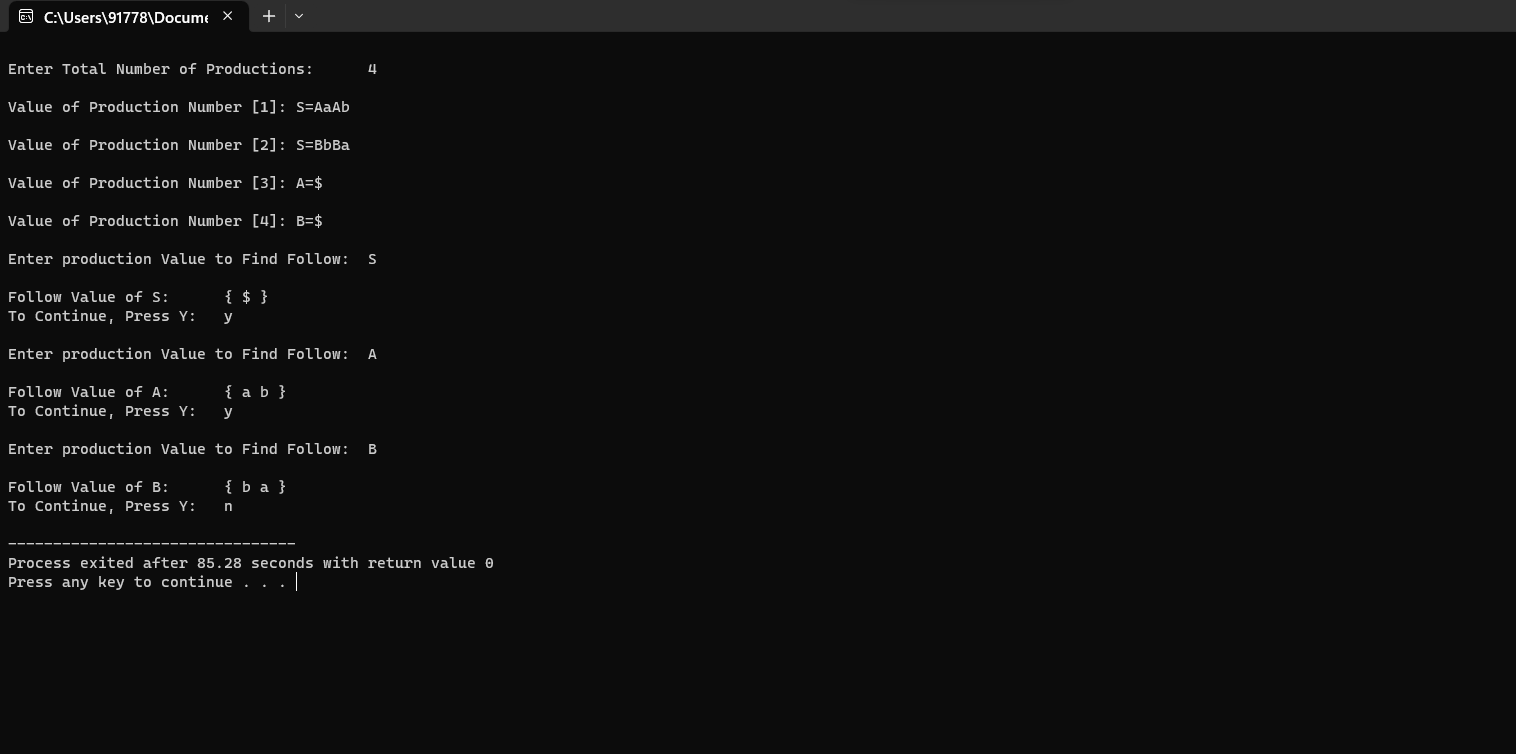 C:\Users\91778\Docume
Enter Total Number of Productions:      4
Value of Production Number [1]: S=AaAb
Value of Production Number [2]: S=BbBa
Value of Production Number [3]: A=$
Value of Production Number [4]: B=$
Enter production Value to Find Follow:  S
Follow Value of S:      { $ }
To Continue, Press Y:   y
Enter production Value to Find Follow:  A
Follow Value of A:      { a b }
To Continue, Press Y:   y
Enter production Value to Find Follow:  B
Follow Value of B:      { b a }
To Continue, Press Y:   n
--------------------------------
Process exited after 85.28 seconds with return value 0
Press any key to continue . . .